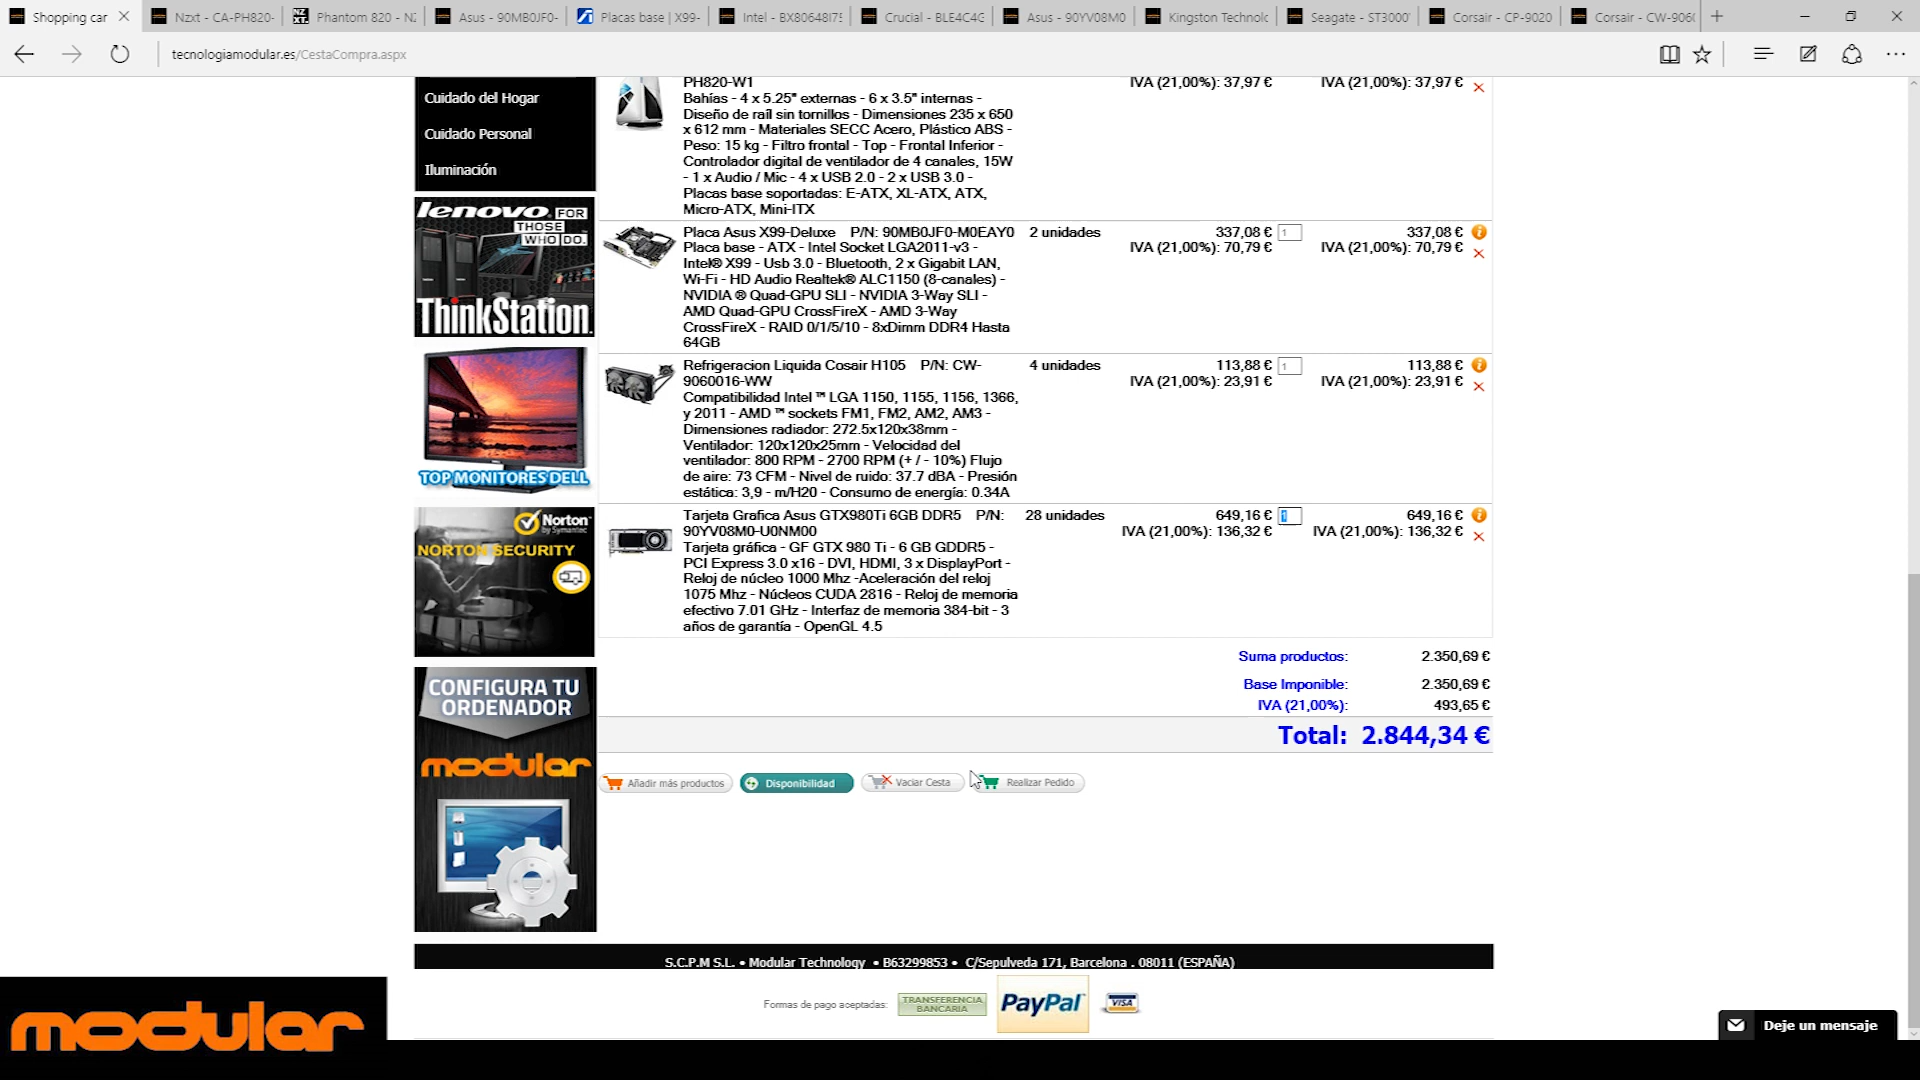 Shopping car
Nzxt - CA-PH820-
Phantom 820 - NZ
Asus - 90MB0JF0-
Placas base | X99-
Intel - BX80648I75
Crucial - BLE4C4G
Asus - 90YV08M0
Kingston Technolo
Seagate - ST3000
Corsair - CP-9020
Corsair - CW-9060
tecnologiamodular.es/CestaCompra.aspx
Cuidado del Hogar
Cuidado Personal
Iluminación
lenovo FOR
THOSE
WHO DO.
ThinkStation
TOP MONITORES DELL
Norton
by Symantec
NORTON SECURITY
CONFIGURA TU
ORDENADOR
modular
PH820-W1 IVA (21,00%): 37,97 € IVA (21,00%): 37,97 €
Bahías - 4 x 5.25" externas - 6 x 3.5" internas -
Diseño de raíl sin tornillos - Dimensiones 235 x 650
x 612 mm - Materiales SECC Acero, Plástico ABS -
Peso: 15 kg - Filtro frontal - Top - Frontal Inferior -
Controlador digital de ventilador de 4 canales, 15W
- 1 x Audio / Mic - 4 x USB 2.0 - 2 x USB 3.0 -
Placas base soportadas: E-ATX, XL-ATX, ATX,
Micro-ATX, Mini-ITX
Placa Asus X99-Deluxe P/N: 90MB0JF0-M0EAY0 2 unidades 337,08 € 1 337,08 €
Placa base - ATX - Intel Socket LGA2011-v3 - IVA (21,00%): 70,79 € IVA (21,00%): 70,79 €
Intel® X99 - Usb 3.0 - Bluetooth, 2 x Gigabit LAN,
Wi-Fi - HD Audio Realtek® ALC1150 (8-canales) -
NVIDIA ® Quad-GPU SLI - NVIDIA 3-Way SLI -
AMD Quad-GPU CrossFireX - AMD 3-Way
CrossFireX - RAID 0/1/5/10 - 8xDimm DDR4 Hasta
64GB
Refrigeracion Liquida Cosair H105 P/N: CW- 4 unidades 113,88 € 1 113,88 €
9060016-WW IVA (21,00%): 23,91 € IVA (21,00%): 23,91 €
Compatibilidad Intel ™ LGA 1150, 1155, 1156, 1366,
y 2011 - AMD ™ sockets FM1, FM2, AM2, AM3 -
Dimensiones radiador: 272.5x120x38mm -
Ventilador: 120x120x25mm - Velocidad del
ventilador: 800 RPM - 2700 RPM (+ / - 10%) Flujo
de aire: 73 CFM - Nivel de ruido: 37.7 dBA - Presión
estática: 3,9 - m/H20 - Consumo de energía: 0.34A
Tarjeta Grafica Asus GTX980Ti 6GB DDR5 P/N: 28 unidades 649,16 € 1 649,16 €
90YV08M0-U0NM00 IVA (21,00%): 136,32 € IVA (21,00%): 136,32 €
Tarjeta gráfica - GF GTX 980 Ti - 6 GB GDDR5 -
PCI Express 3.0 x16 - DVI, HDMI, 3 x DisplayPort -
Reloj de núcleo 1000 Mhz -Aceleración del reloj
1075 Mhz - Núcleos CUDA 2816 - Reloj de memoria
efectivo 7.01 GHz - Interfaz de memoria 384-bit - 3
años de garantía - OpenGL 4.5
Suma productos: 2.350,69 €
Base Imponible: 2.350,69 €
IVA (21,00%): 493,65 €
Total: 2.844,34 €
Añadir más productos
Disponibilidad
Vaciar Cesta
Realizar Pedido
S.C.P.M S.L. • Modular Technology • B63299853 • C/Sepulveda 171, Barcelona . 08011 (ESPAÑA)
Formas de pago aceptadas:
TRANSFERENCIA
BANCARIA
PayPal
VISA
Deje un mensaje
modular